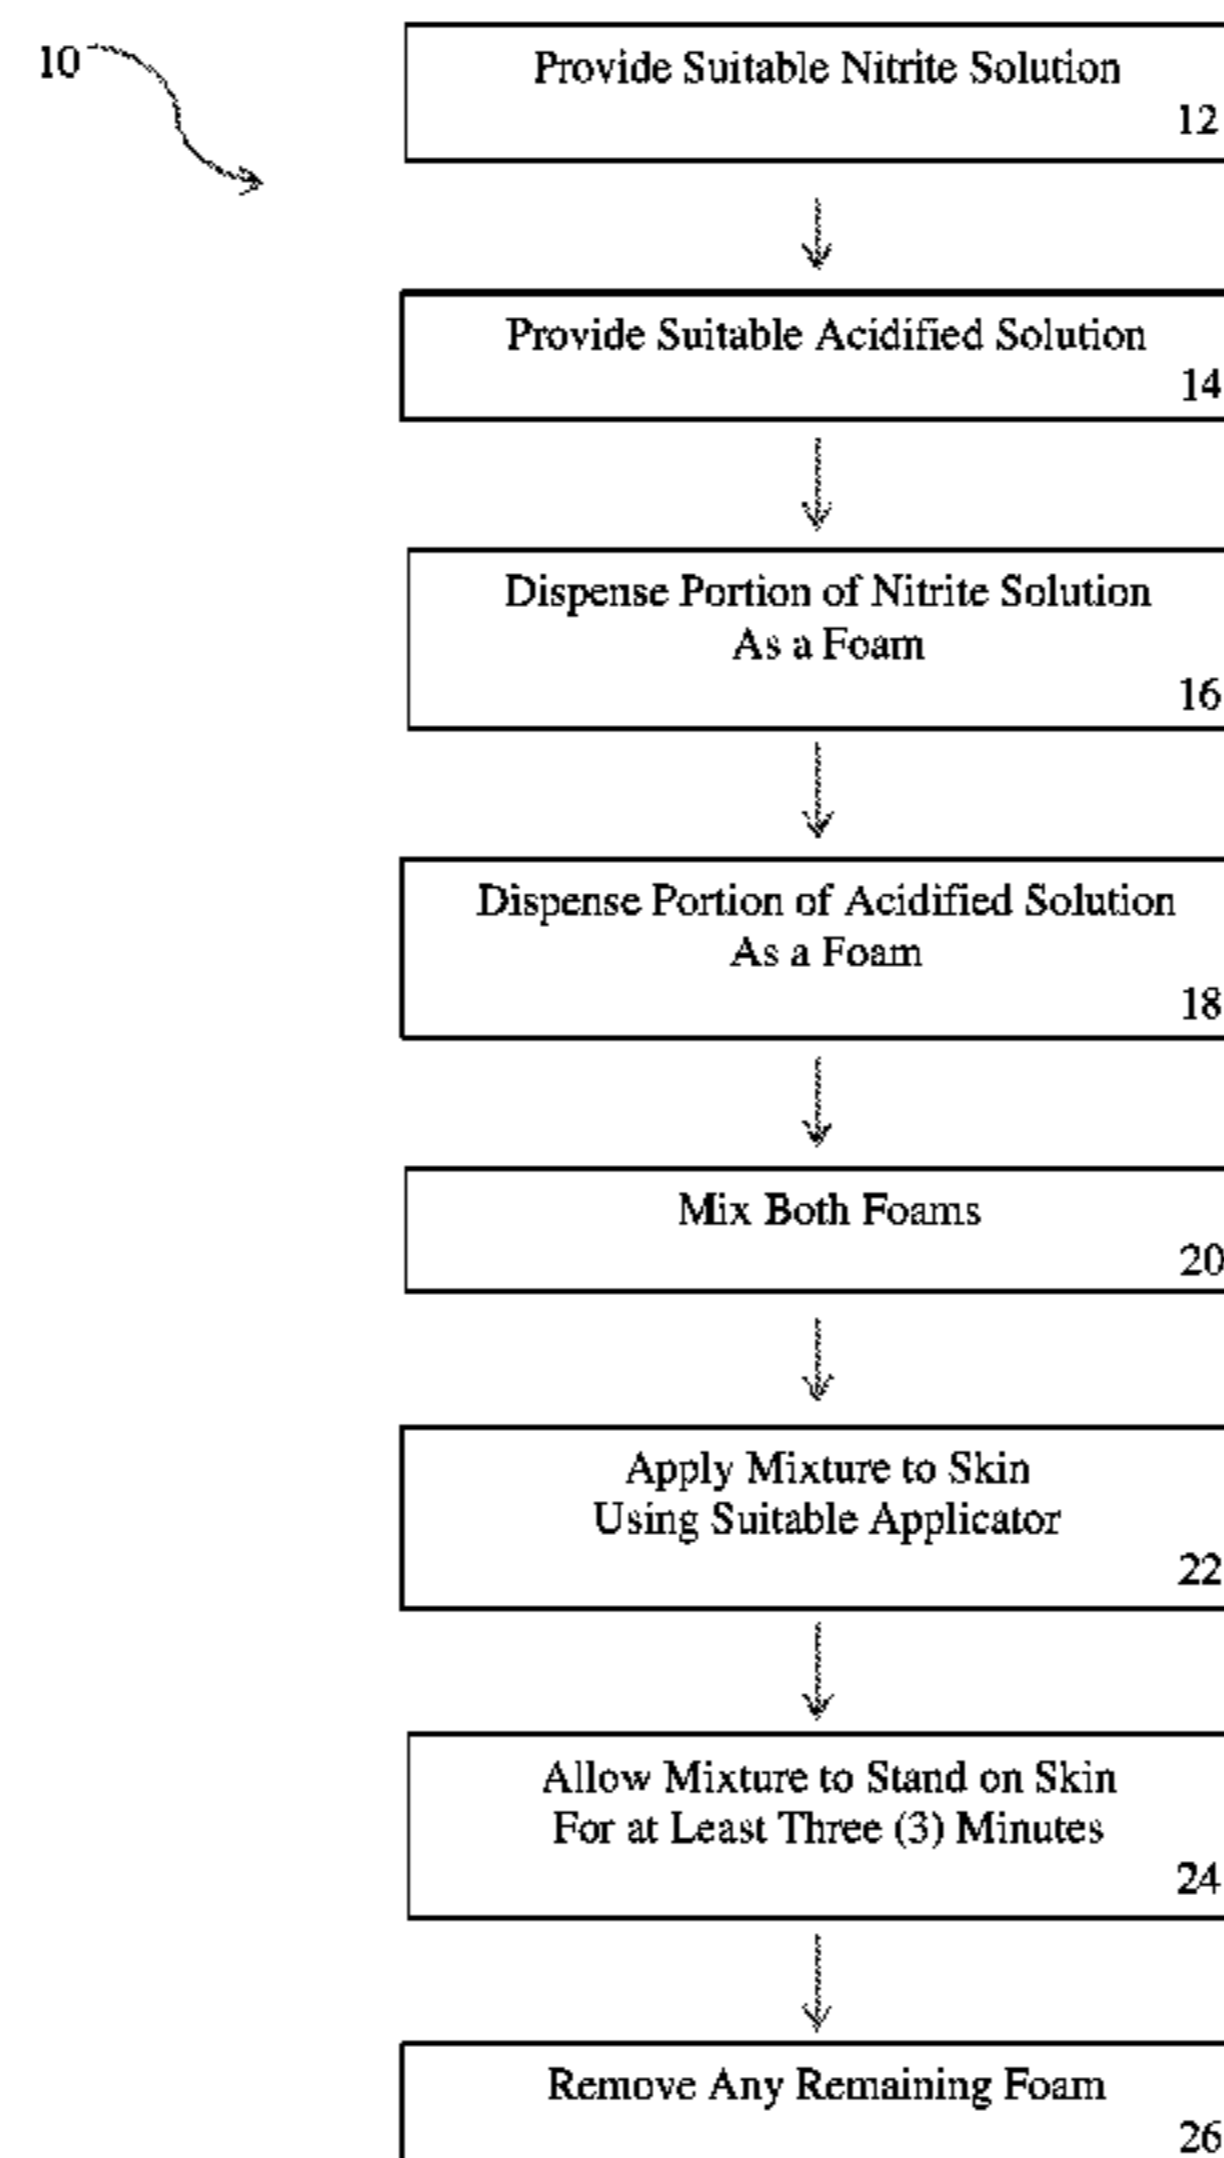 10
Provide Suitable Nitrite Solution
12
Provide Suitable Acidified Solution
14
Dispense Portion of Nitrite Solution
As a Foam
16
Dispense Portion of Acidified Solution
As a Foam
18
Mix Both Foams
20
Apply Mixture to Skin
Using Suitable Applicator
22
Allow Mixture to Stand on Skin
For at Least Three (3) Minutes
24
Remove Any Remaining Foam
26